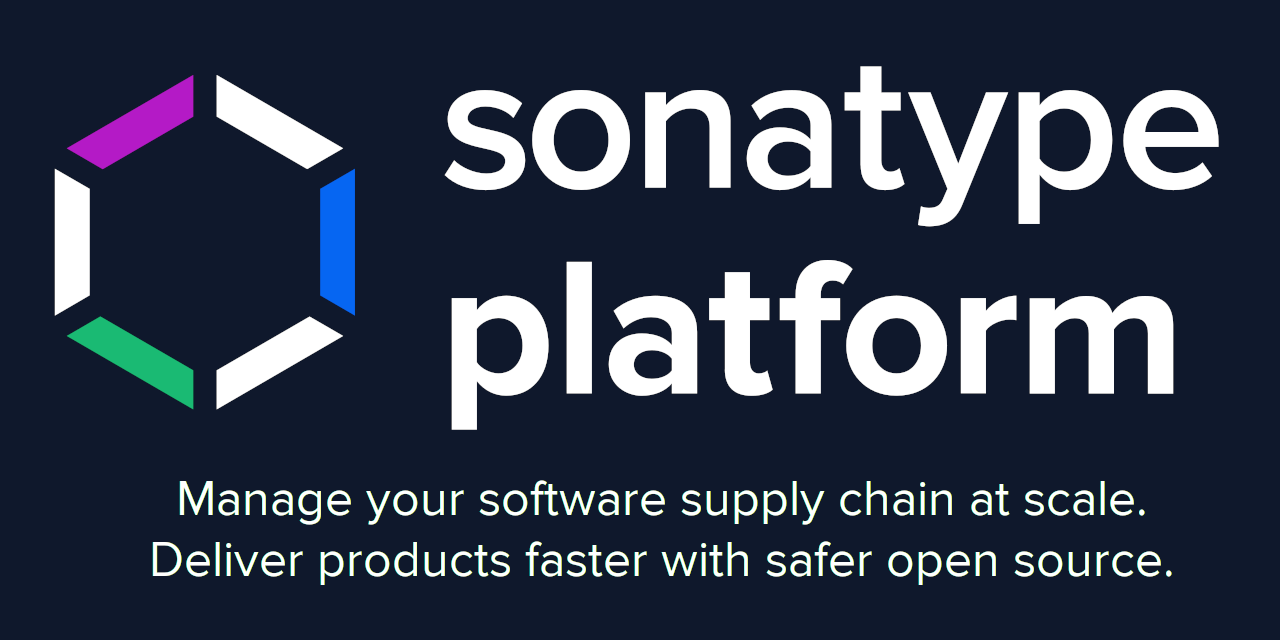 sonatype
platform
Manage your software supply chain at scale.
Deliver products faster with safer open source.